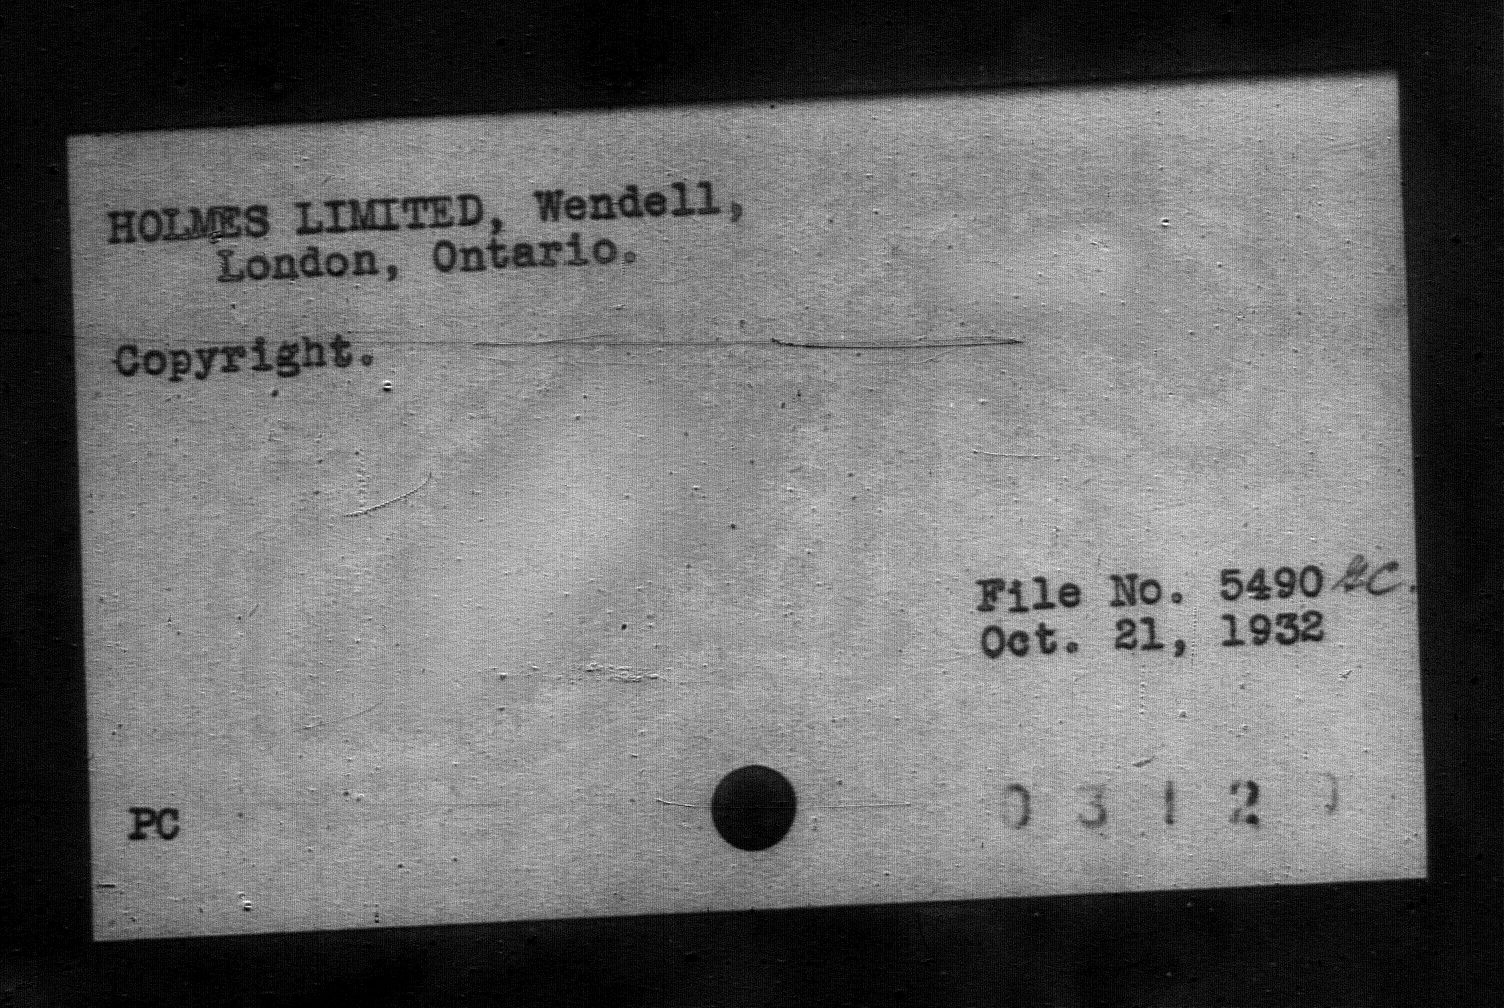 HOLMES LIMITED, Wendell,
London, Ontario.
Copyright.
File No. 5490
Oct. 21, 1932
PC
0 3 1 2